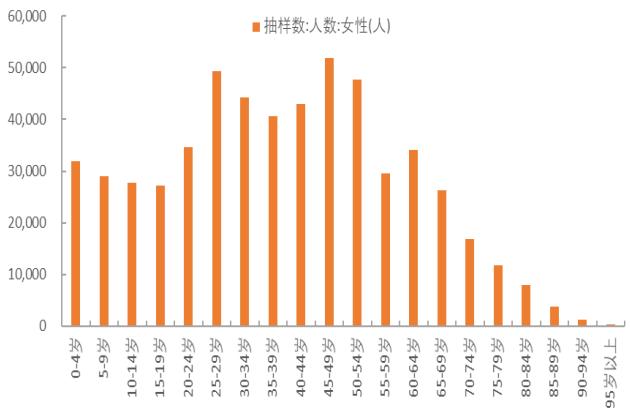 60,000
50,000
40,000
30,000
20,000
10,000
0
抽样数:人数:女性(人)
0-4岁
5-9岁
10-14岁
15-19岁
20-24岁
25-29岁
30-34岁
35-39岁
40-44岁
45-49岁
50-54岁
55-59岁
60-64岁
65-69岁
70-74岁
75-79岁
80-84岁
85-89岁
90-94岁
95岁以上